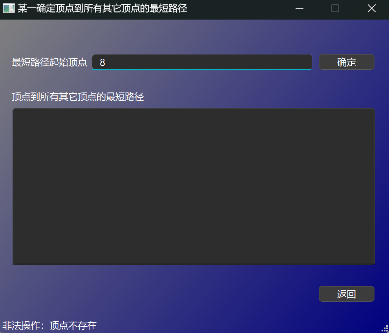 某一确定顶点到所有其它顶点的最短路径
最短路径起始顶点 8 确定
顶点到所有其它顶点的最短路径
返回
非法操作：顶点不存在